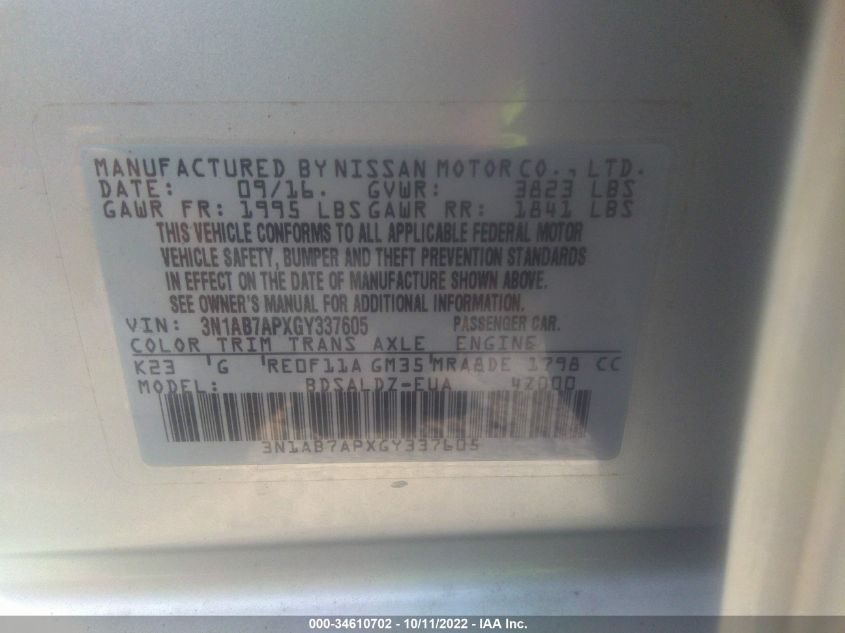 MANUFACTURED BY NISSAN MOTOR CO., LTD.
DATE: 09/16. GVWR: 3823 LBS
GAWR FR: 1995 LBS GAWR RR: 1841 LBS
THIS VEHICLE CONFORMS TO ALL APPLICABLE FEDERAL MOTOR
VEHICLE SAFETY, BUMPER AND THEFT PREVENTION STANDARDS
IN EFFECT ON THE DATE OF MANUFACTURE SHOWN ABOVE.
SEE OWNER'S MANUAL FOR ADDITIONAL INFORMATION.
VIN: 3N1AB7APXGY337605 PASSENGER CAR.
COLOR TRIM TRANS AXLE ENGINE
K23 'G 'RE0F11A GM35'MRA8DE 1798 CC
MODEL: BDSALDZ-EUA 4Z000
3N1AB7APXGY337605
000-34610702 - 10/11/2022 - IAA Inc.